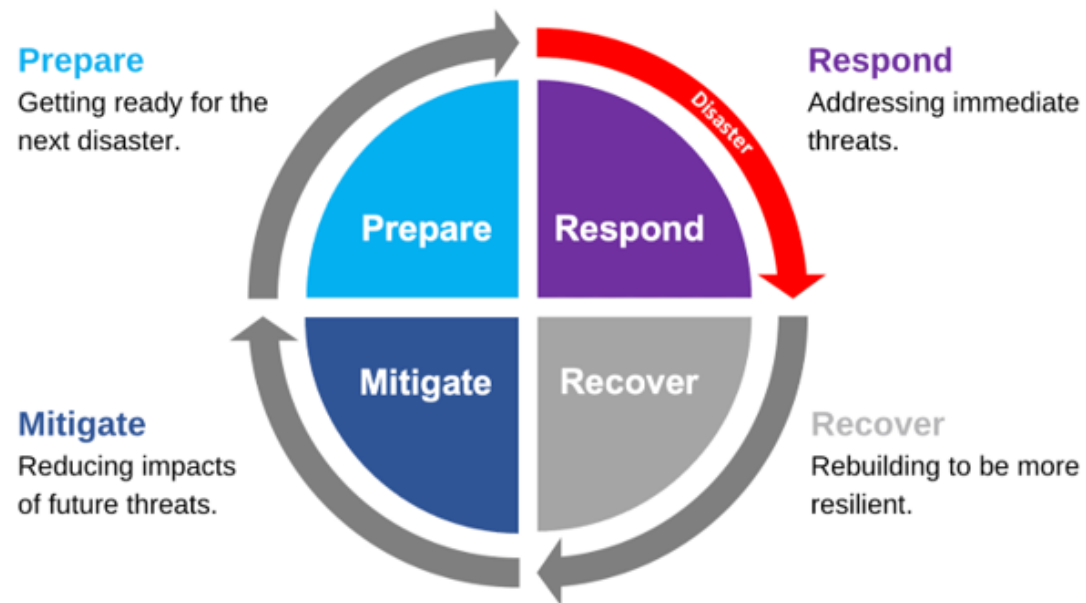 Prepare
Getting ready for the
next disaster.
Respond
Addressing immediate
threats.
Disaster
Prepare
Respond
Mitigate
Recover
Mitigate
Reducing impacts
of future threats.
Recover
Rebuilding to be more
resilient.